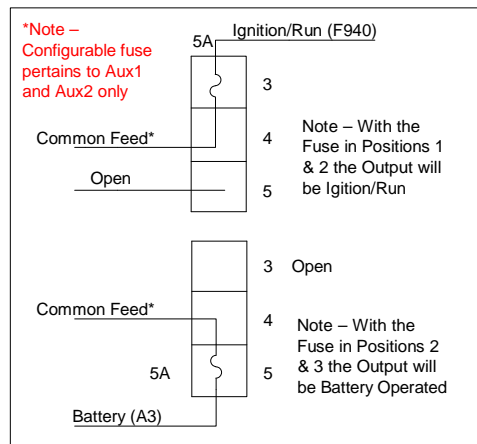 *Note –
Configurable fuse
pertains to Aux1
and Aux2 only
Ignition/Run (F940)
5A
3
Common Feed*
4
Open
5
Note – With the
Fuse in Positions 1
& 2 the Output will
be Igition/Run
3 Open
Common Feed*
4
5A
5
Battery (A3)
Note – With the
Fuse in Positions 2
& 3 the Output will
be Battery Operated